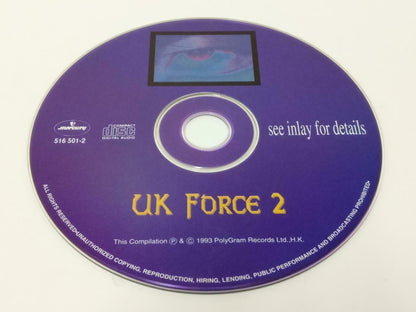 mercury
COMPACT
disc
DIGITAL AUDIO
516 501-2
see inlay for details
UK FORCE 2
This Compilation Ⓟ & © 1993 PolyGram Records Ltd.,H.K.
ALL RIGHTS RESERVED•UNAUTHORIZED COPYING, REPRODUCTION, HIRING, LENDING, PUBLIC PERFORMANCE AND BROADCASTING PROHIBITED•